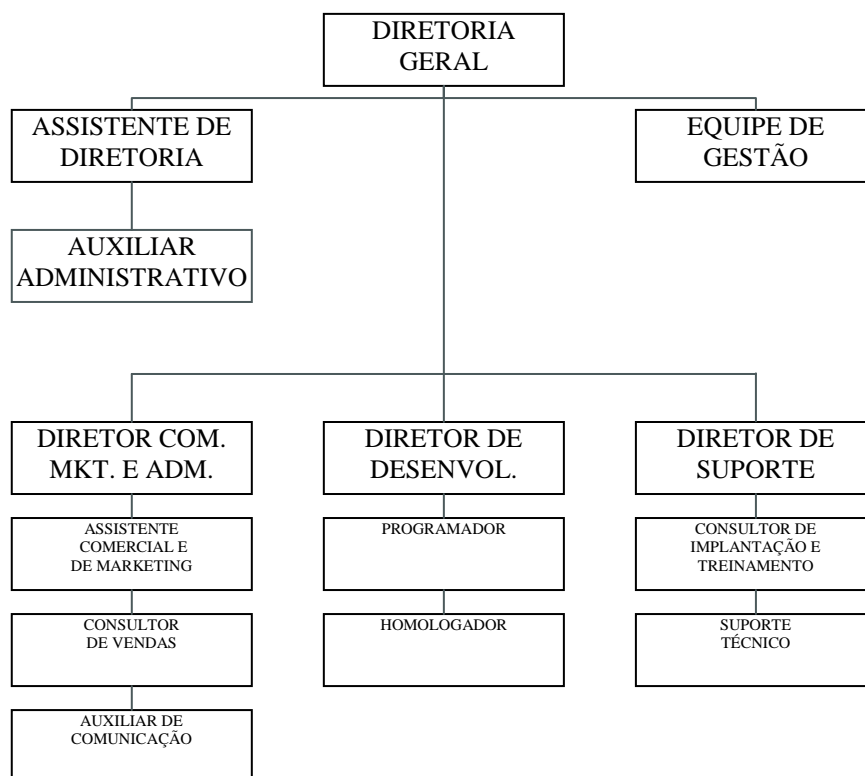 DIRETORIA
GERAL
ASSISTENTE DE
DIRETORIA
EQUIPE DE
GESTÃO
AUXILIAR
ADMINISTRATIVO
DIRETOR COM.
MKT. E ADM.
DIRETOR DE
DESENVOL.
DIRETOR DE
SUPORTE
ASSISTENTE
COMERCIAL E
DE MARKETING
PROGRAMADOR
CONSULTOR DE
IMPLANTAÇÃO E
TREINAMENTO
CONSULTOR
DE VENDAS
HOMOLOGADOR
SUPORTE
TÉCNICO
AUXILIAR DE
COMUNICAÇÃO